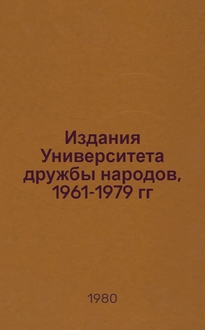 Издания
Университета
дружбы народов,
1961-1979 гг
1980